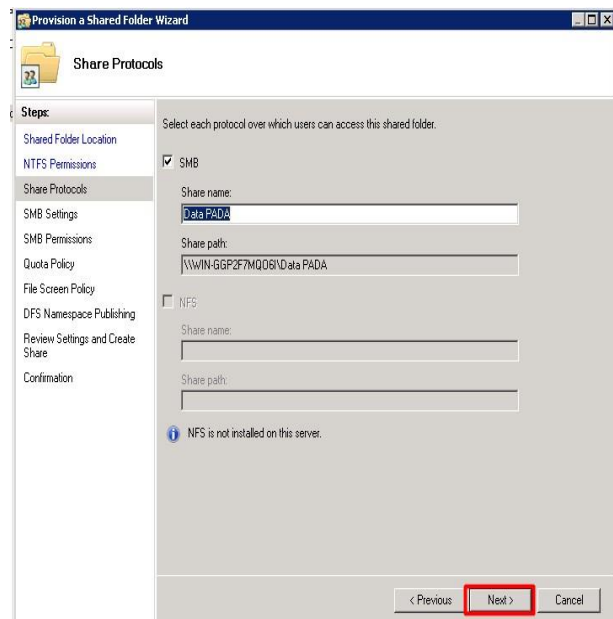 Provision a Shared Folder Wizard
Share Protocols
Steps:
Shared Folder Location
NTFS Permissions
Share Protocols
SMB Settings
SMB Permissions
Quota Policy
File Screen Policy
DFS Namespace Publishing
Review Settings and Create
Share
Confirmation
Select each protocol over which users can access this shared folder.
SMB
Share name:
Data PADA
Share path:
\\WIN-GGP2F7MQO6I\Data PADA
NFS
Share name:
Share path:
NFS is not installed on this server.
< Previous
Next >
Cancel